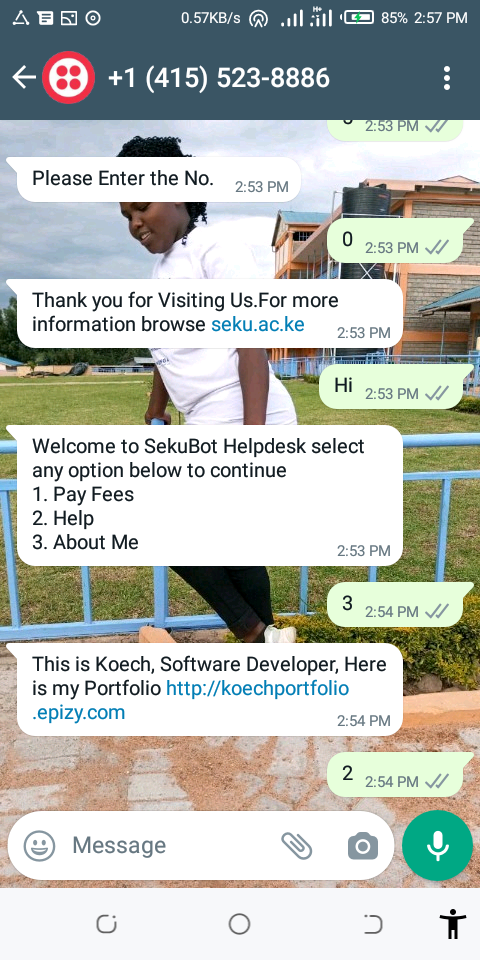 0.57KB/s H+ 85% 2:57 PM
+1 (415) 523-8886
2:53 PM
Please Enter the No. 2:53 PM
0 2:53 PM
Thank you for Visiting Us.For more
information browse seku.ac.ke 2:53 PM
Hi 2:53 PM
Welcome to SekuBot Helpdesk select
any option below to continue
1. Pay Fees
2. Help
3. About Me 2:53 PM
3 2:54 PM
This is Koech, Software Developer, Here
is my Portfolio http://koechportfolio
.epizy.com 2:54 PM
2 2:54 PM
Message